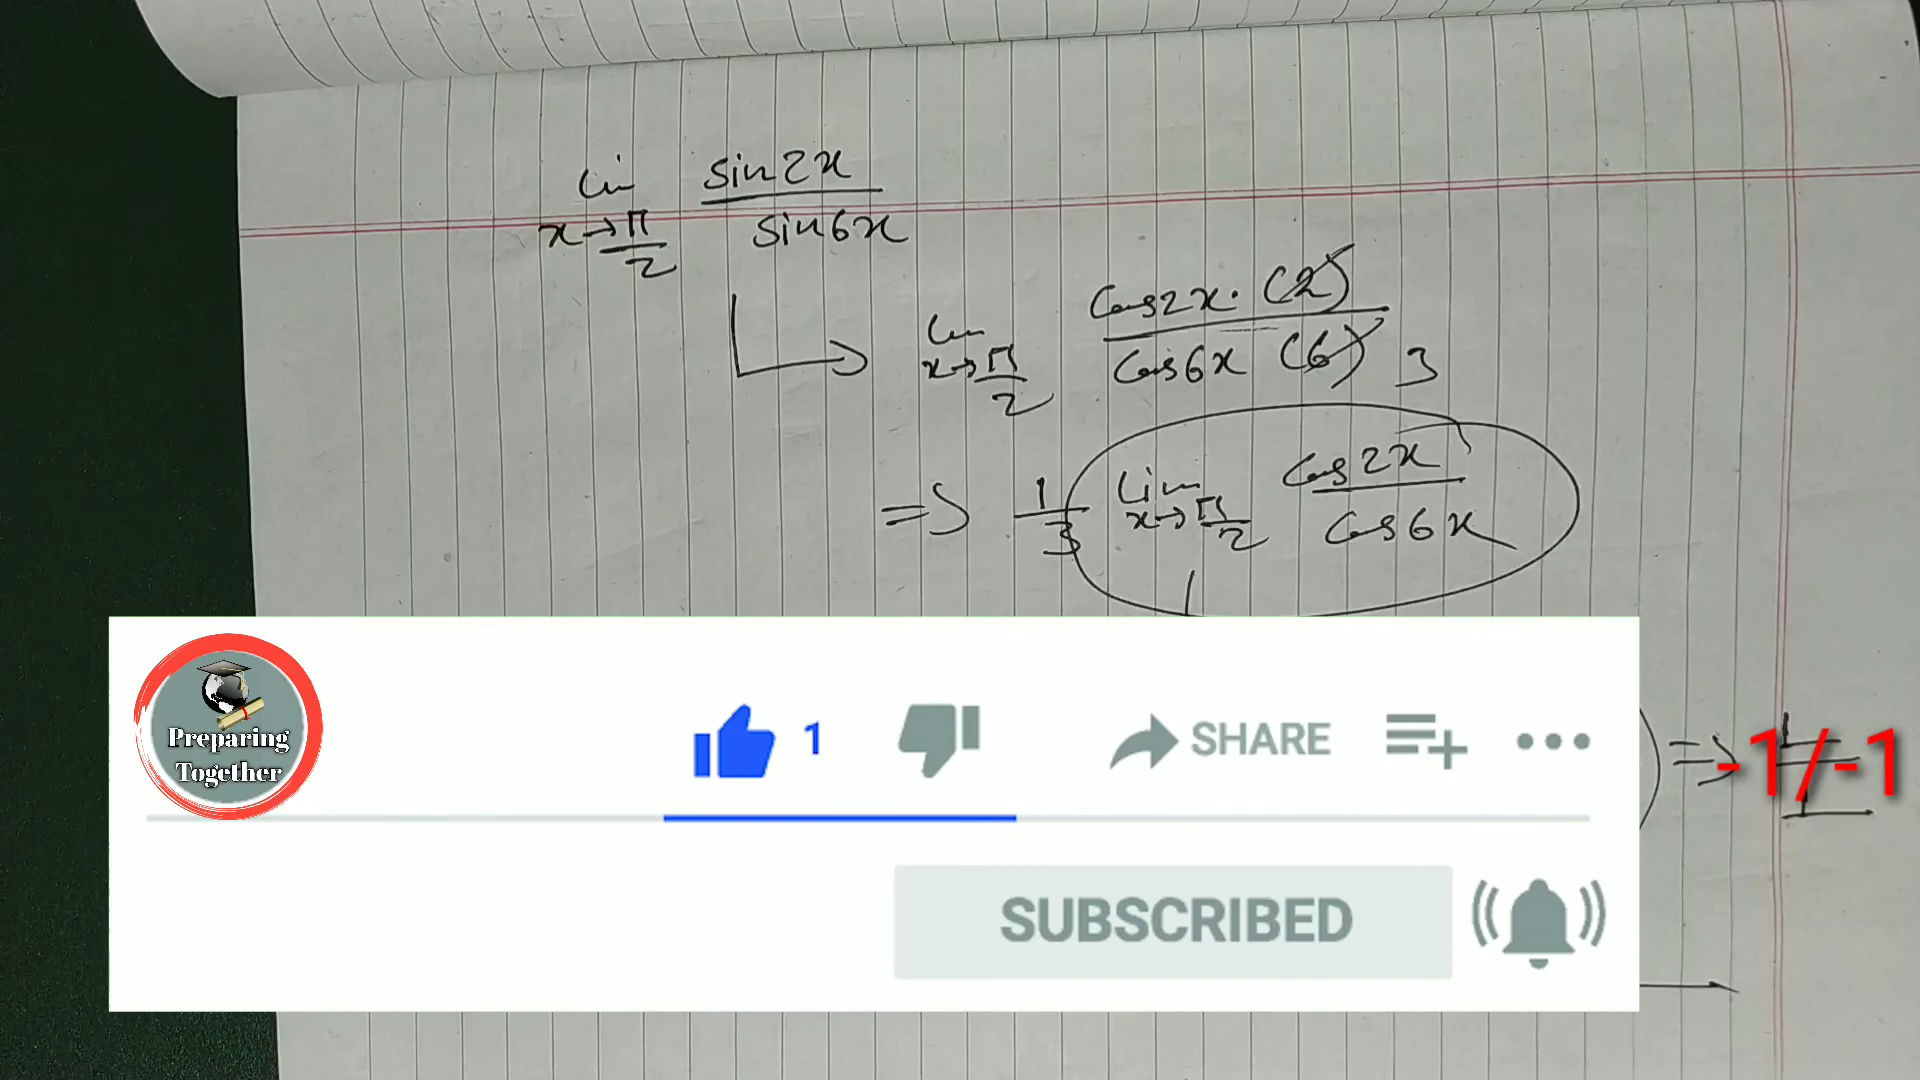 lim x→π/2 sin2x / sin6x
lim x→π/2 cos2x · (2) / cos6x (6) 3
=> 1/3 lim x→π/2 cos2x / cos6x
Preparing
Together
1
SHARE
=>
-1/-1
SUBSCRIBED